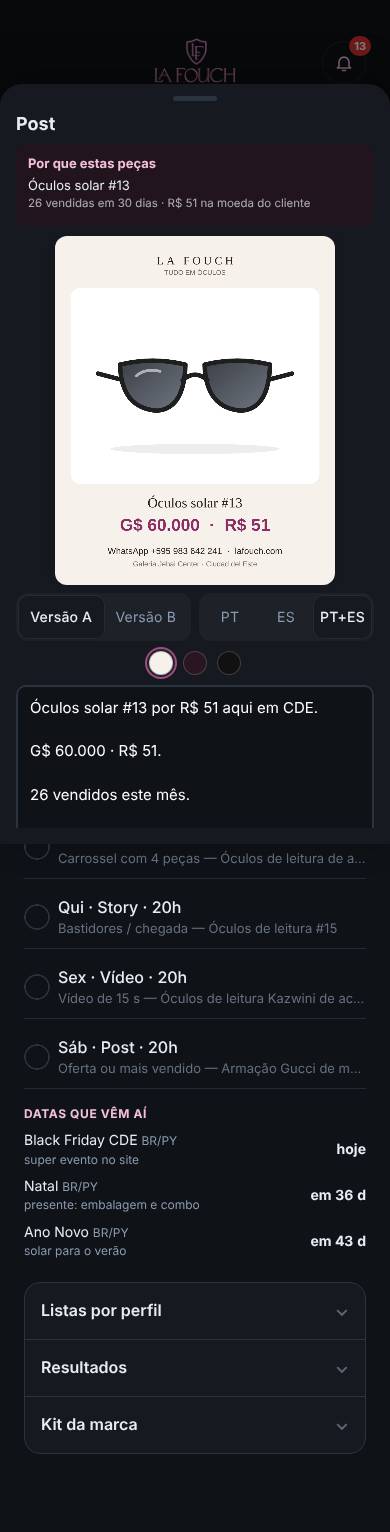 LA FOUCH
13
Post
Por que estas peças
Óculos solar #13
26 vendidas em 30 dias · R$ 51 na moeda do cliente
LA FOUCH
TUDO EM ÓCULOS
Óculos solar #13
G$ 60.000 · R$ 51
WhatsApp +595 983 642 241 · lafouch.com
Galeria Jebai Center · Ciudad del Este
Versão A
Versão B
PT
ES
PT+ES
Óculos solar #13 por R$ 51 aqui em CDE.
G$ 60.000 · R$ 51.
26 vendidos este mês.
Carrossel com 4 peças — Óculos de leitura de a...
Qui · Story · 20h
Bastidores / chegada — Óculos de leitura #15
Sex · Vídeo · 20h
Vídeo de 15 s — Óculos de leitura Kazwini de ac...
Sáb · Post · 20h
Oferta ou mais vendido — Armação Gucci de m...
DATAS QUE VÊM AÍ
Black Friday CDE BR/PY
super evento no site
hoje
Natal BR/PY
presente: embalagem e combo
em 36 d
Ano Novo BR/PY
solar para o verão
em 43 d
Listas por perfil
Resultados
Kit da marca